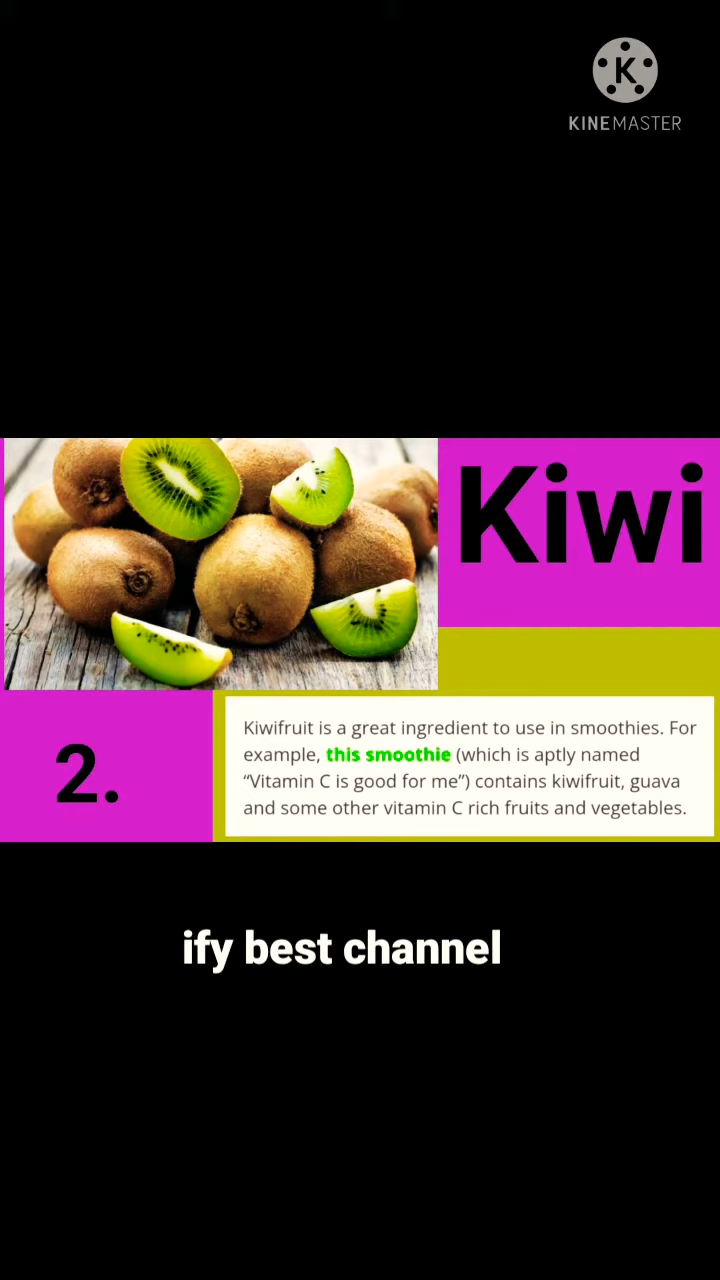 K
KINEMASTER
Kiwi
2.
Kiwifruit is a great ingredient to use in smoothies. For
example, this smoothie (which is aptly named
“Vitamin C is good for me”) contains kiwifruit, guava
and some other vitamin C rich fruits and vegetables.
ify best channel